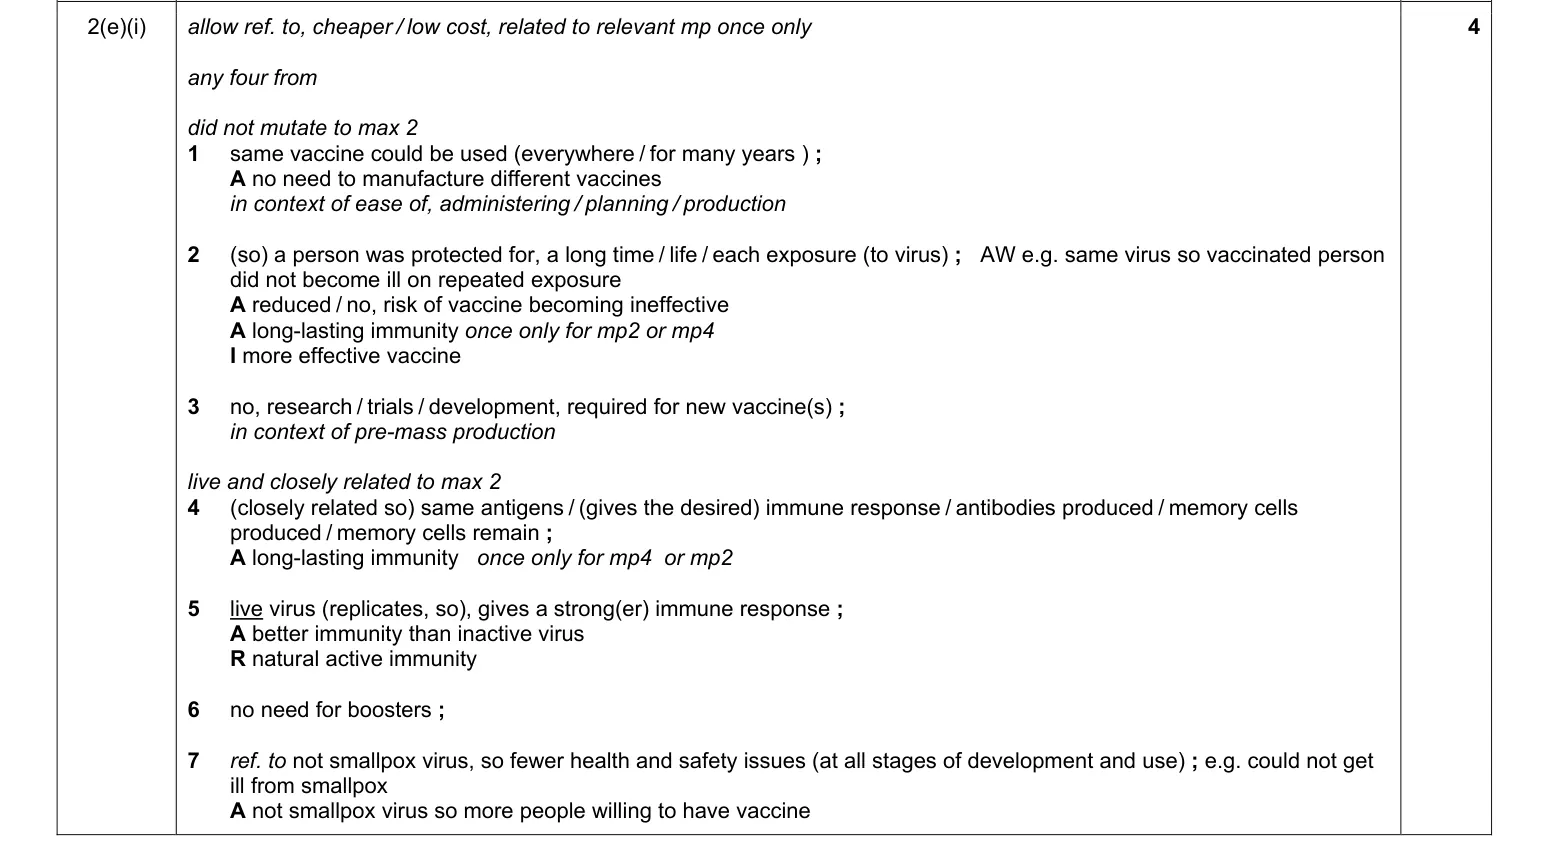 2(e)(i) allow ref. to, cheaper / low cost, related to relevant mp once only 4
any four from
did not mutate to max 2
1 same vaccine could be used (everywhere / for many years ) ;
A no need to manufacture different vaccines
in context of ease of, administering / planning / production
2 (so) a person was protected for, a long time / life / each exposure (to virus) ; AW e.g. same virus so vaccinated person
did not become ill on repeated exposure
A reduced / no, risk of vaccine becoming ineffective
A long-lasting immunity once only for mp2 or mp4
I more effective vaccine
3 no, research / trials / development, required for new vaccine(s) ;
in context of pre-mass production
live and closely related to max 2
4 (closely related so) same antigens / (gives the desired) immune response / antibodies produced / memory cells
produced / memory cells remain ;
A long-lasting immunity once only for mp4 or mp2
5 live virus (replicates, so), gives a strong(er) immune response ;
A better immunity than inactive virus
R natural active immunity
6 no need for boosters ;
7 ref. to not smallpox virus, so fewer health and safety issues (at all stages of development and use) ; e.g. could not get
ill from smallpox
A not smallpox virus so more people willing to have vaccine